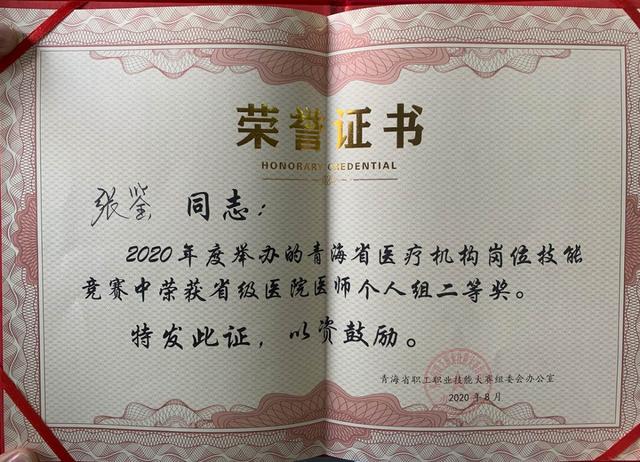 荣誉证书
HONORARY CREDENTIAL
张鉴 同志：
2020年度举办的青海省医疗机构岗位技能
竞赛中荣获省级医院医师个人组二等奖。
特发此证，以资鼓励。
青海省职工职业技能大赛组委会办公室
2020年8月